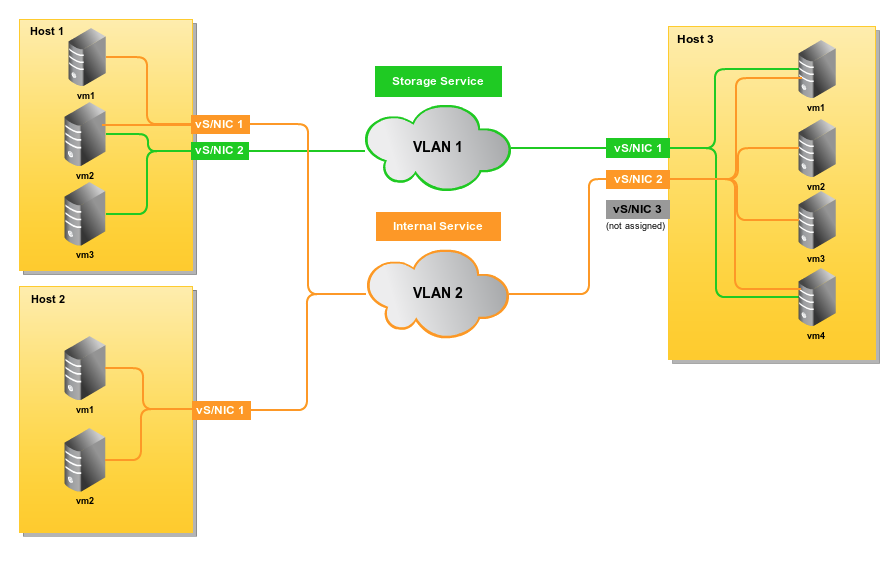 Host 1
vm1
vm2
vm3
vS/NIC 1
vS/NIC 2
Host 2
vm1
vm2
vS/NIC 1
Storage Service
VLAN 1
Internal Service
VLAN 2
Host 3
vS/NIC 1
vS/NIC 2
vS/NIC 3
(not assigned)
vm1
vm2
vm3
vm4